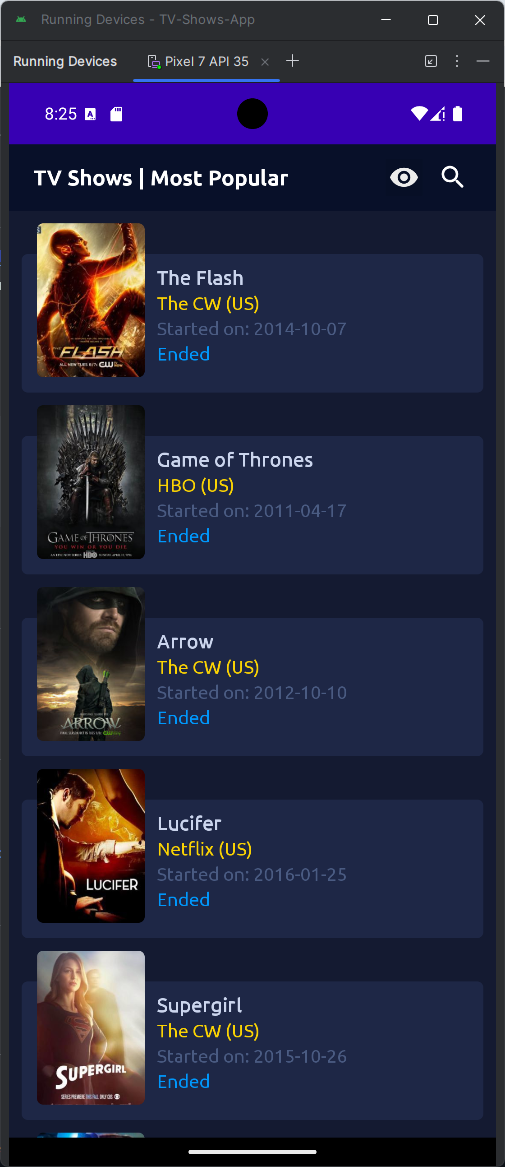 Running Devices - TV-Shows-App
Running Devices
Pixel 7 API 35
8:25
TV Shows | Most Popular
THE FLASH
The Flash
The CW (US)
Started on: 2014-10-07
Ended
GAME OF THRONES
YOU WIN OR YOU DIE
HBO
Game of Thrones
HBO (US)
Started on: 2011-04-17
Ended
ARROW
Arrow
The CW (US)
Started on: 2012-10-10
Ended
LUCIFER
Lucifer
Netflix (US)
Started on: 2016-01-25
Ended
SUPERGIRL
Supergirl
The CW (US)
Started on: 2015-10-26
Ended